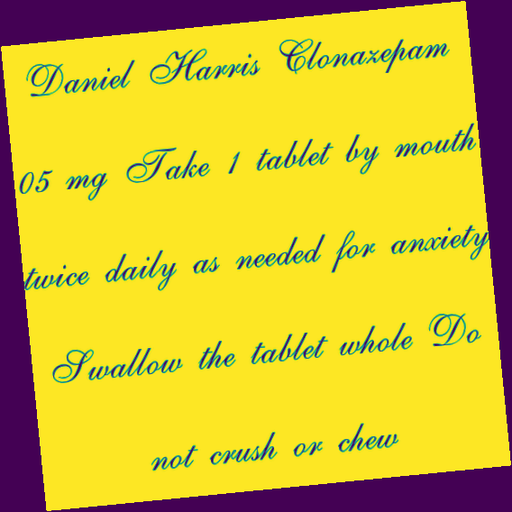 Daniel Harris Clonazepam
05 mg Take 1 tablet by mouth
twice daily as needed for anxiety
Swallow the tablet whole Do
not crush or chew